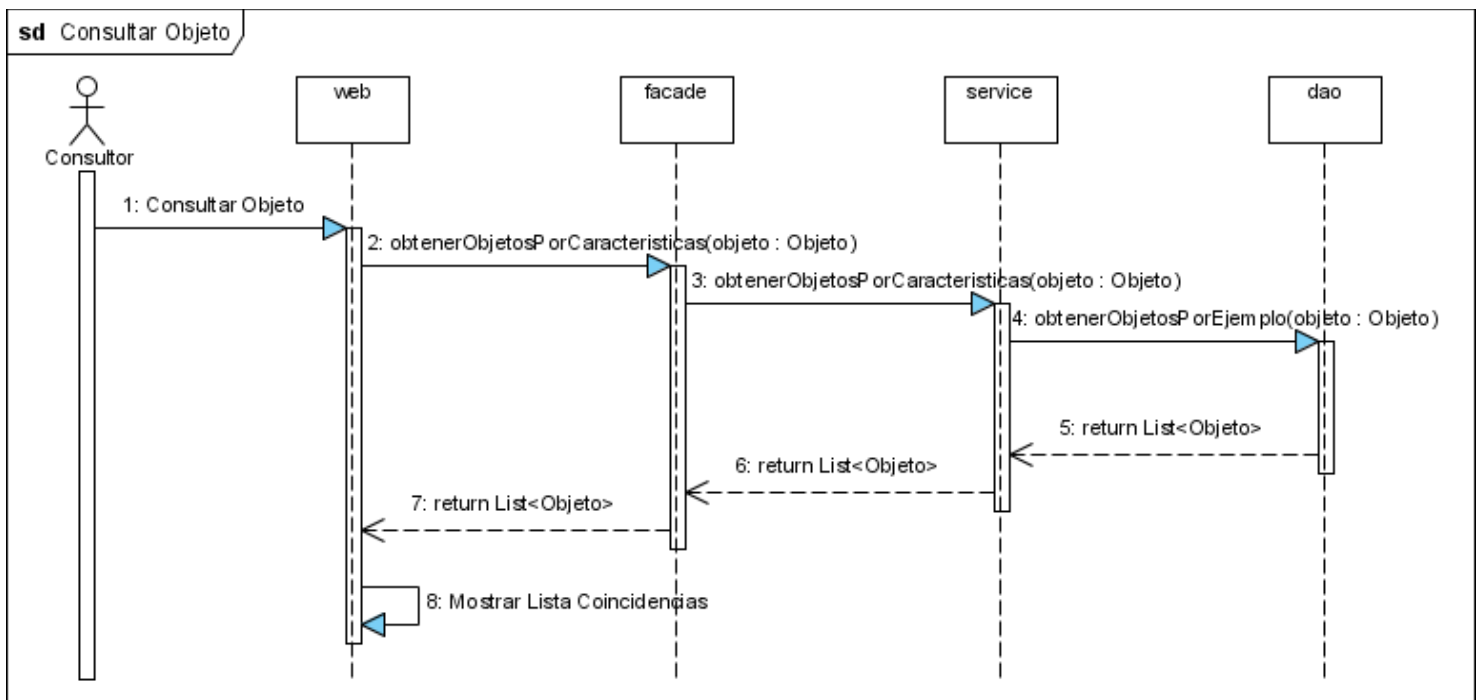 sd Consultar Objeto
web
facade
service
dao
Consultor
1: Consultar Objeto
2: obtenerObjetosPorCaracteristicas(objeto : Objeto)
3: obtenerObjetosPorCaracteristicas(objeto : Objeto)
4: obtenerObjetosPorEjemplo(objeto : Objeto)
5: return List<Objeto>
6: return List<Objeto>
7: return List<Objeto>
8: Mostrar Lista Coincidencias